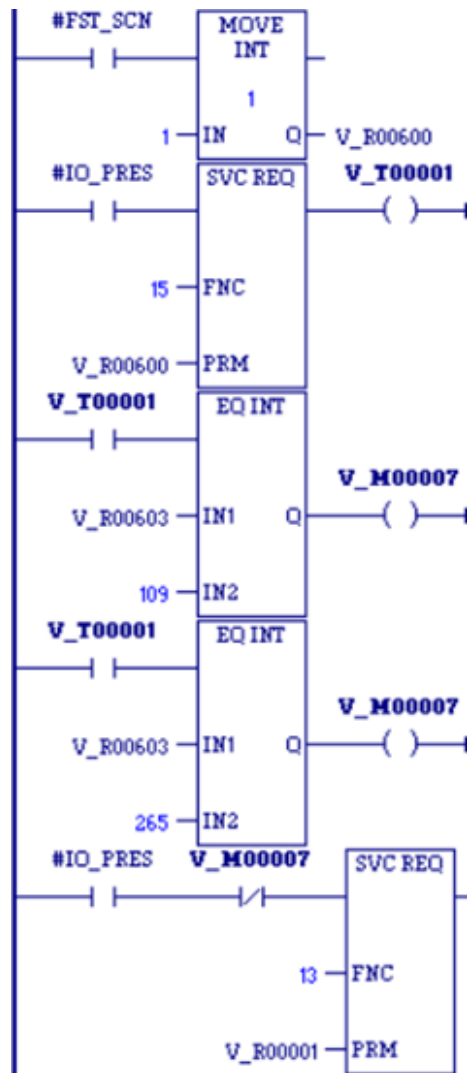 #FST_SCN
MOVE
INT
1
1 IN Q V_R00600
#IO_PRES SVC REQ V_T00001
15 FNC
V_R00600 PRM
V_T00001 EQ INT
V_M00007
V_R00603 IN1 Q
109 IN2
V_T00001 EQ INT
V_M00007
V_R00603 IN1 Q
265 IN2
#IO_PRES V_M00007 SVC REQ
13 FNC
V_R00001 PRM